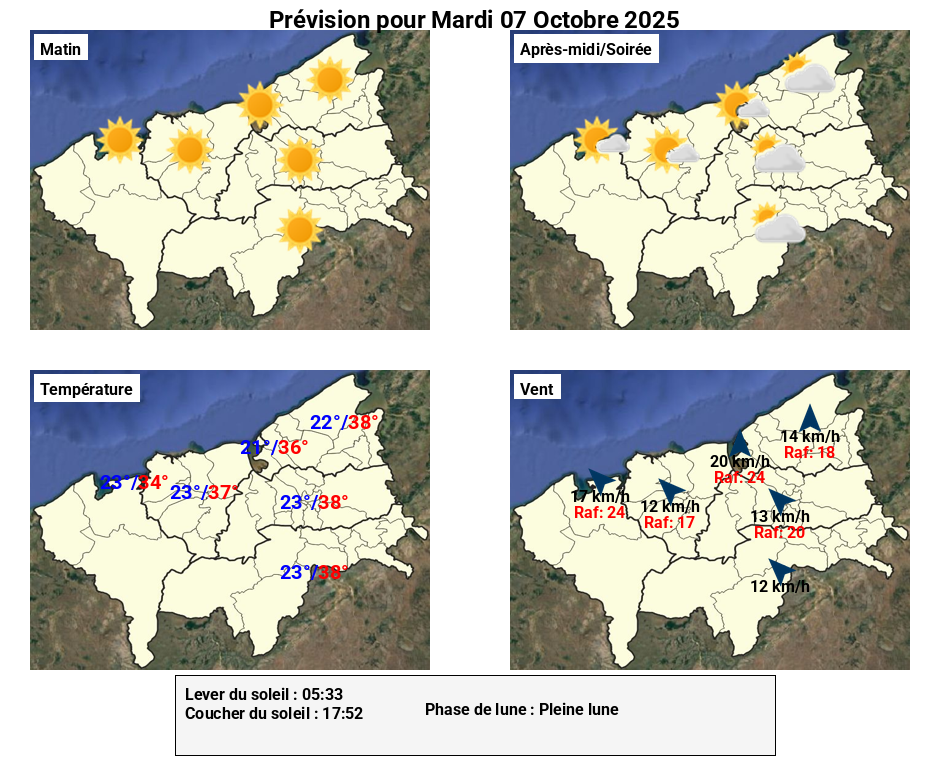 Prévision pour Mardi 07 Octobre 2025
Matin
Après-midi/Soirée
Température
22°/38°
21°/36°
23°/34°
23°/37°
23°/38°
23°/38°
Vent
14 km/h
Raf: 18
20 km/h
Raf: 24
17 km/h
Raf: 24
12 km/h
Raf: 17
13 km/h
Raf: 20
12 km/h
Lever du soleil : 05:33
Coucher du soleil : 17:52
Phase de lune : Pleine lune